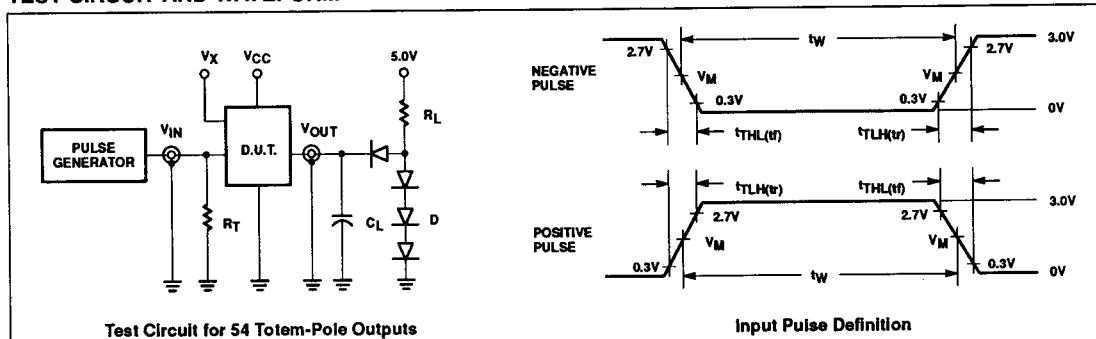 VX
VCC
5.0V
RL
VIN
VOUT
PULSE
GENERATOR
D.U.T.
RT
CL
D
Test Circuit for 54 Totem-Pole Outputs
tW
3.0V
2.7V
2.7V
NEGATIVE
PULSE
VM
VM
0.3V
0.3V
0V
tTHL(tf)
tTLH(tr)
tTLH(tr)
tTHL(tf)
3.0V
2.7V
2.7V
POSITIVE
PULSE
VM
VM
0.3V
tW
0.3V
0V
Input Pulse Definition